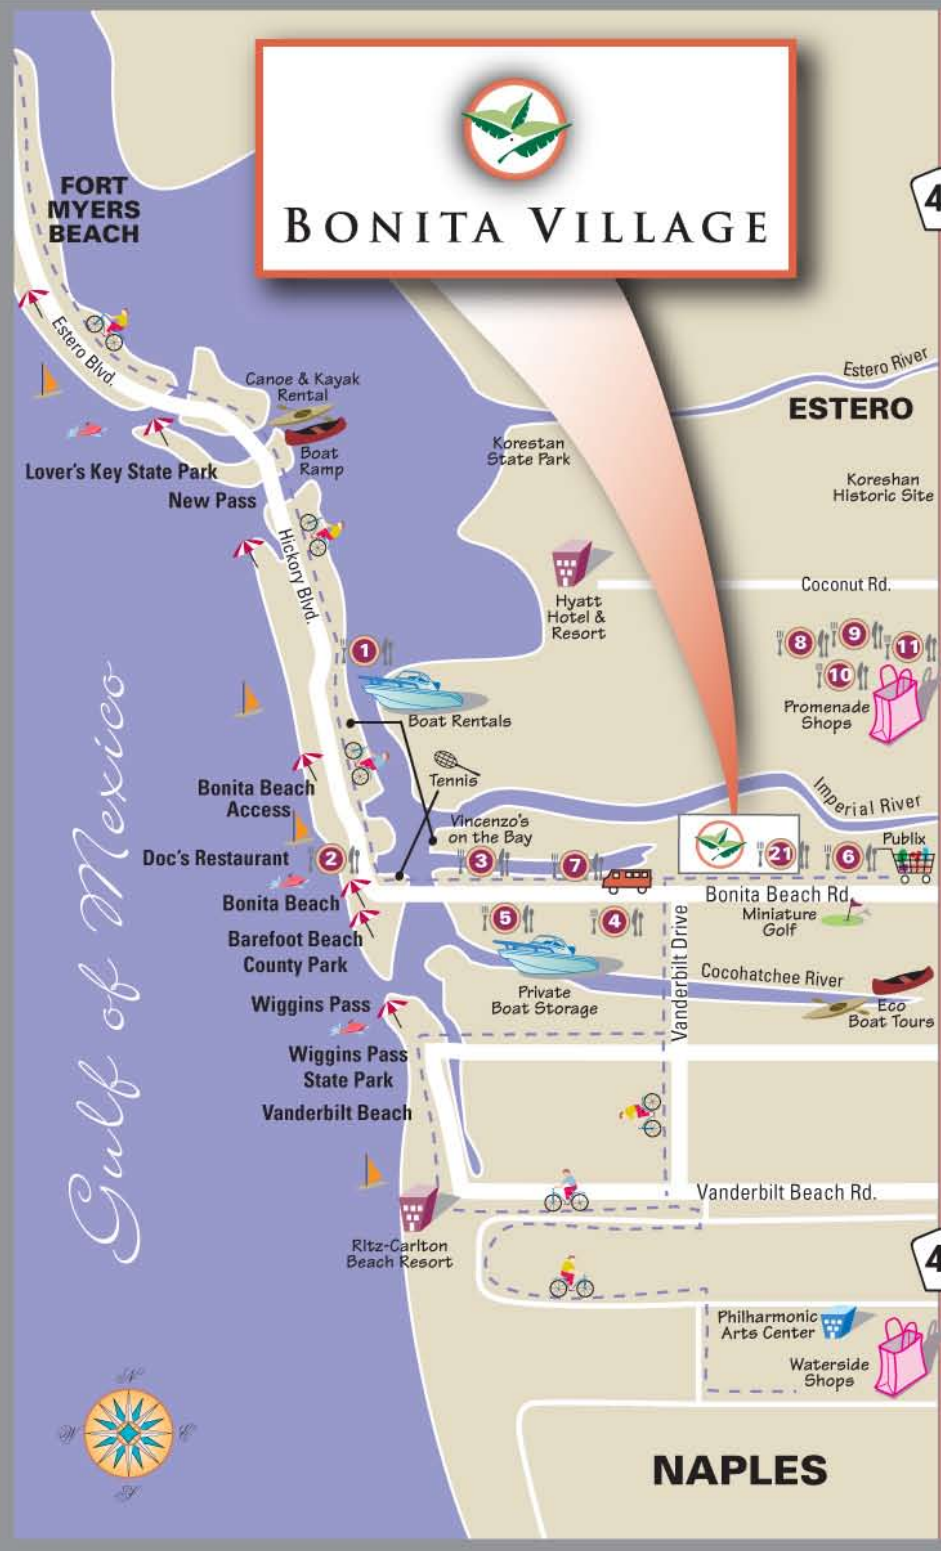 BONITA VILLAGE
FORT
MYERS
BEACH
4
Estero Blvd.
Estero River
ESTERO
Canoe & Kayak
Rental
Boat
Ramp
Korestan
State Park
Koreshan
Historic Site
Lover's Key State Park
New Pass
Hickory Blvd.
Coconut Rd.
Hyatt
Hotel &
Resort
8
9
11
10
Promenade
Shops
1
Boat Rentals
Tennis
Bonita Beach
Access
Imperial River
Vincenzo's
on the Bay
Publix
Doc's Restaurant
2
3
7
21
6
Bonita Beach Rd.
Bonita Beach
5
4
Miniature
Golf
Barefoot Beach
County Park
Vanderbilt Drive
Cocohatchee River
Private
Boat Storage
Eco
Boat Tours
Wiggins Pass
Wiggins Pass
State Park
Vanderbilt Beach
Gulf of Mexico
Vanderbilt Beach Rd.
Ritz-Carlton
Beach Resort
4
Philharmonic
Arts Center
Waterside
Shops
N
W
E
S
NAPLES